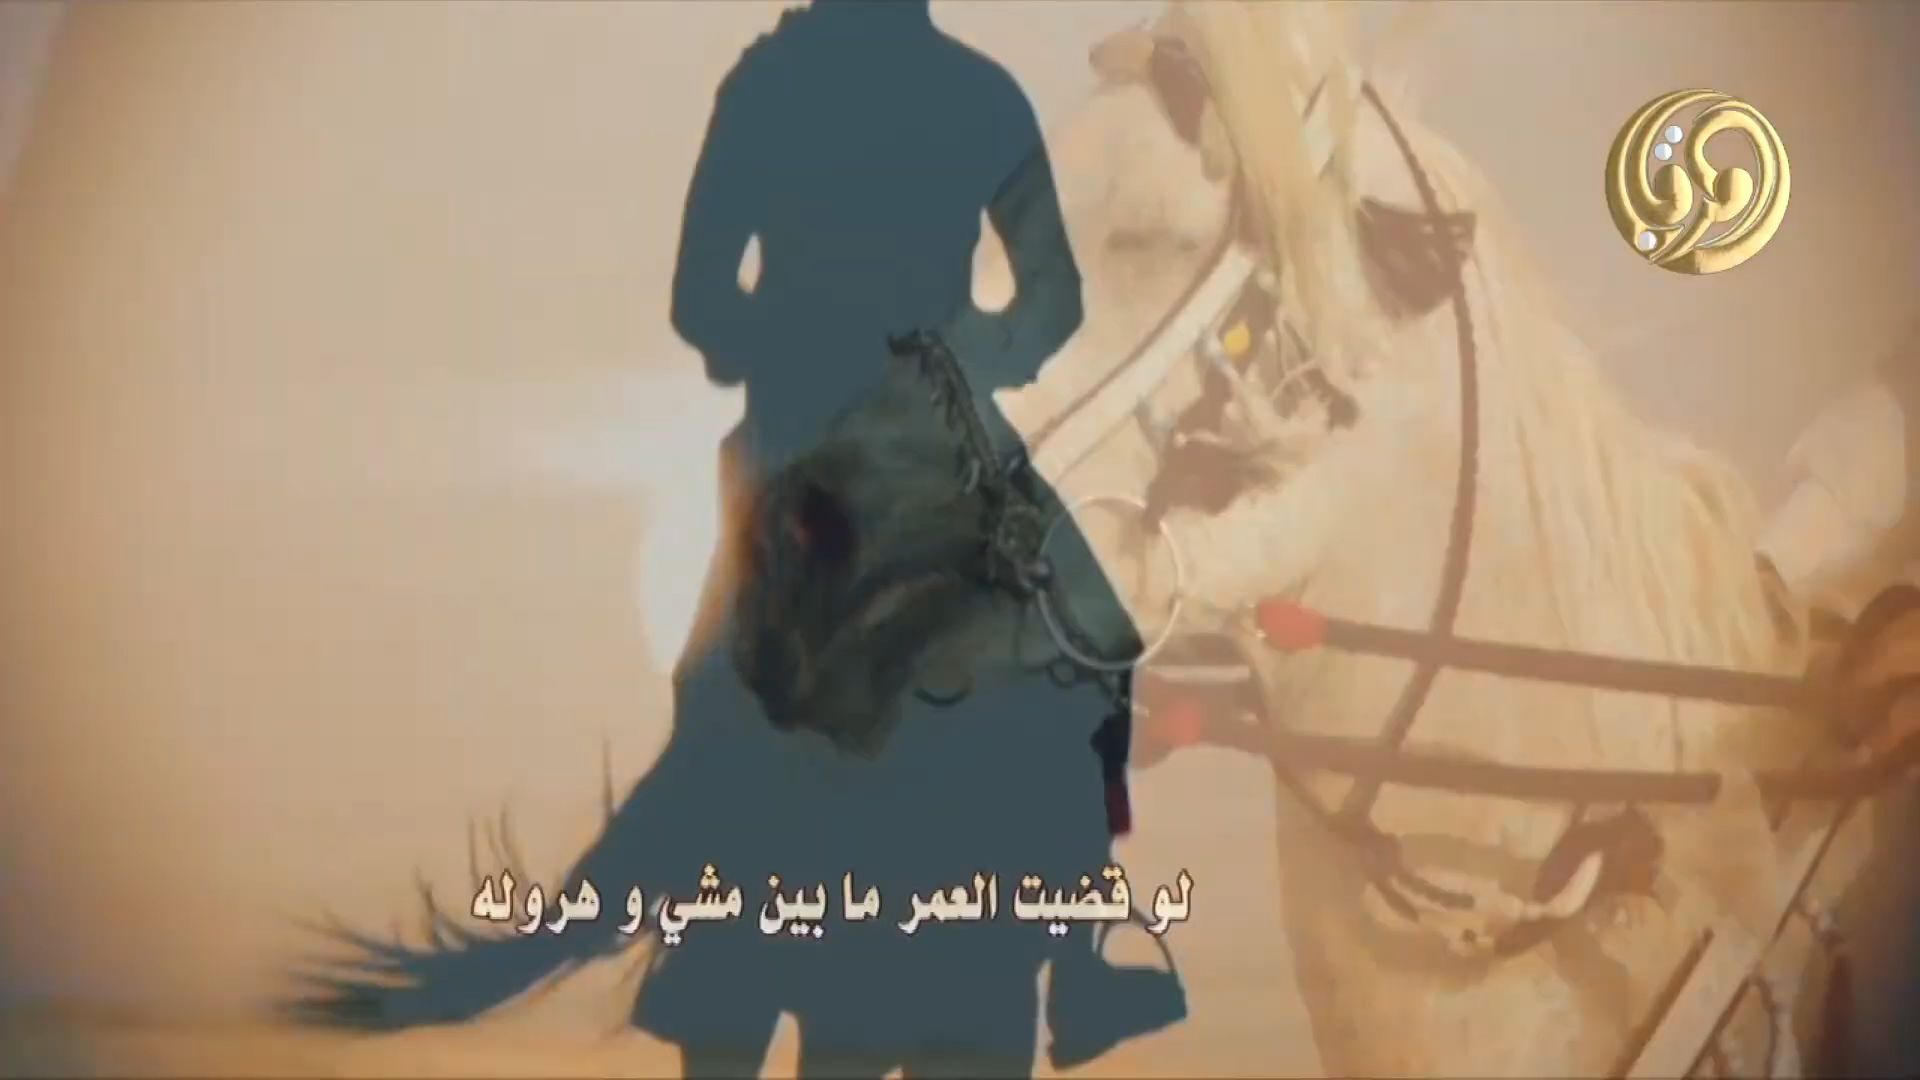 لو قضيت العمر ما بين مشي و هروله